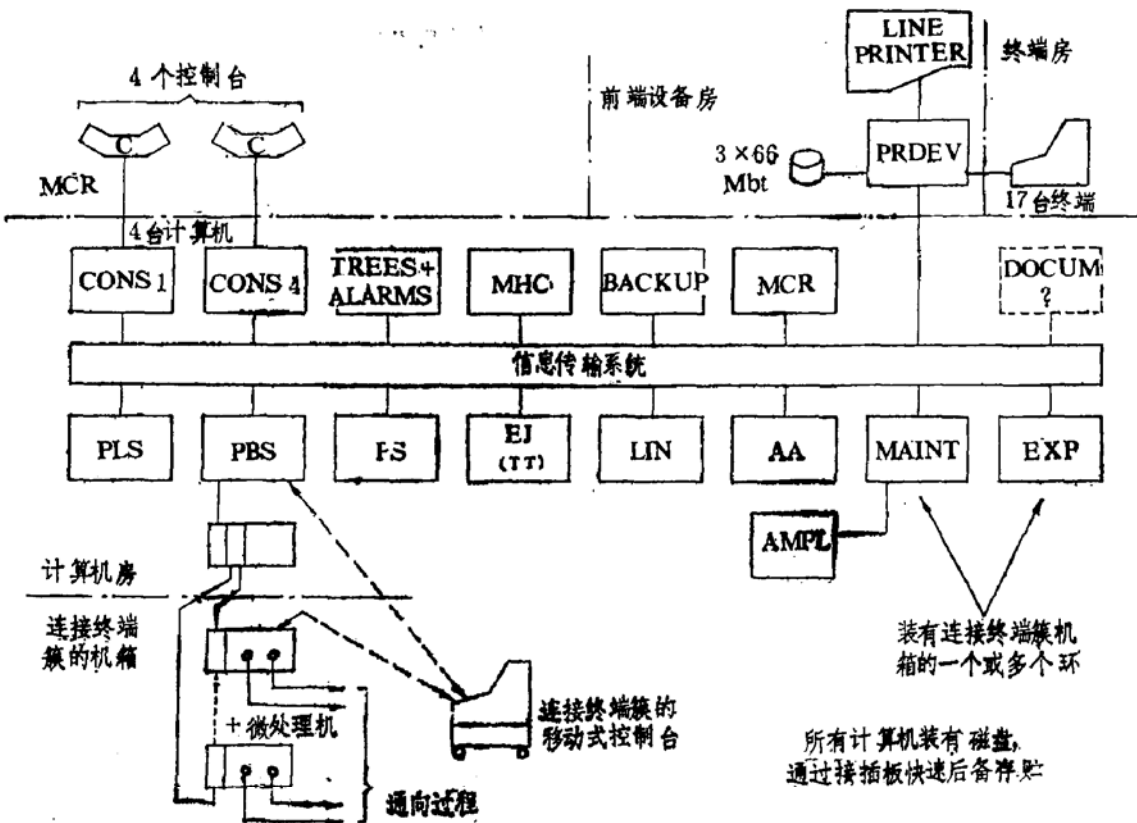 LINE
PRINTER
终端房
4 个控制台
前端设备房
C
C
PRDEV
3×66
Mbt
MCR
17台终端
4台计算机
CONS 1
CONS 4
TREES+
ALARMS
MHC
BACKUP
MCR
DOCUM
?
信息传输系统
PLS
PBS
PS
EJ
(TT)
LIN
AA
MAINT
EXP
AMPL
计算机房
连接终端
簇的机箱
装有连接终端簇机
箱的一个或多个环
+微处理机
连接终端簇的
移动式控制台
所有计算机装有磁盘,
通过接插板快速后备存贮
通向过程